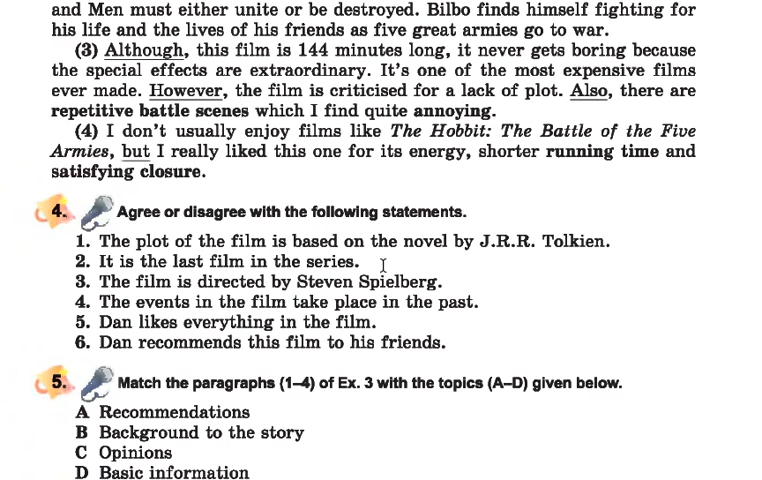 and Men must either unite or be destroyed. Bilbo finds himself fighting for
his life and the lives of his friends as five great armies go to war.
(3) Although, this film is 144 minutes long, it never gets boring because
the special effects are extraordinary. It's one of the most expensive films
ever made. However, the film is criticised for a lack of plot. Also, there are
repetitive battle scenes which I find quite annoying.
(4) I don't usually enjoy films like The Hobbit: The Battle of the Five
Armies, but I really liked this one for its energy, shorter running time and
satisfying closure.
4. Agree or disagree with the following statements.
1. The plot of the film is based on the novel by J.R.R. Tolkien.
2. It is the last film in the series.
3. The film is directed by Steven Spielberg.
4. The events in the film take place in the past.
5. Dan likes everything in the film.
6. Dan recommends this film to his friends.
5. Match the paragraphs (1–4) of Ex. 3 with the topics (A–D) given below.
A Recommendations
B Background to the story
C Opinions
D Basic information